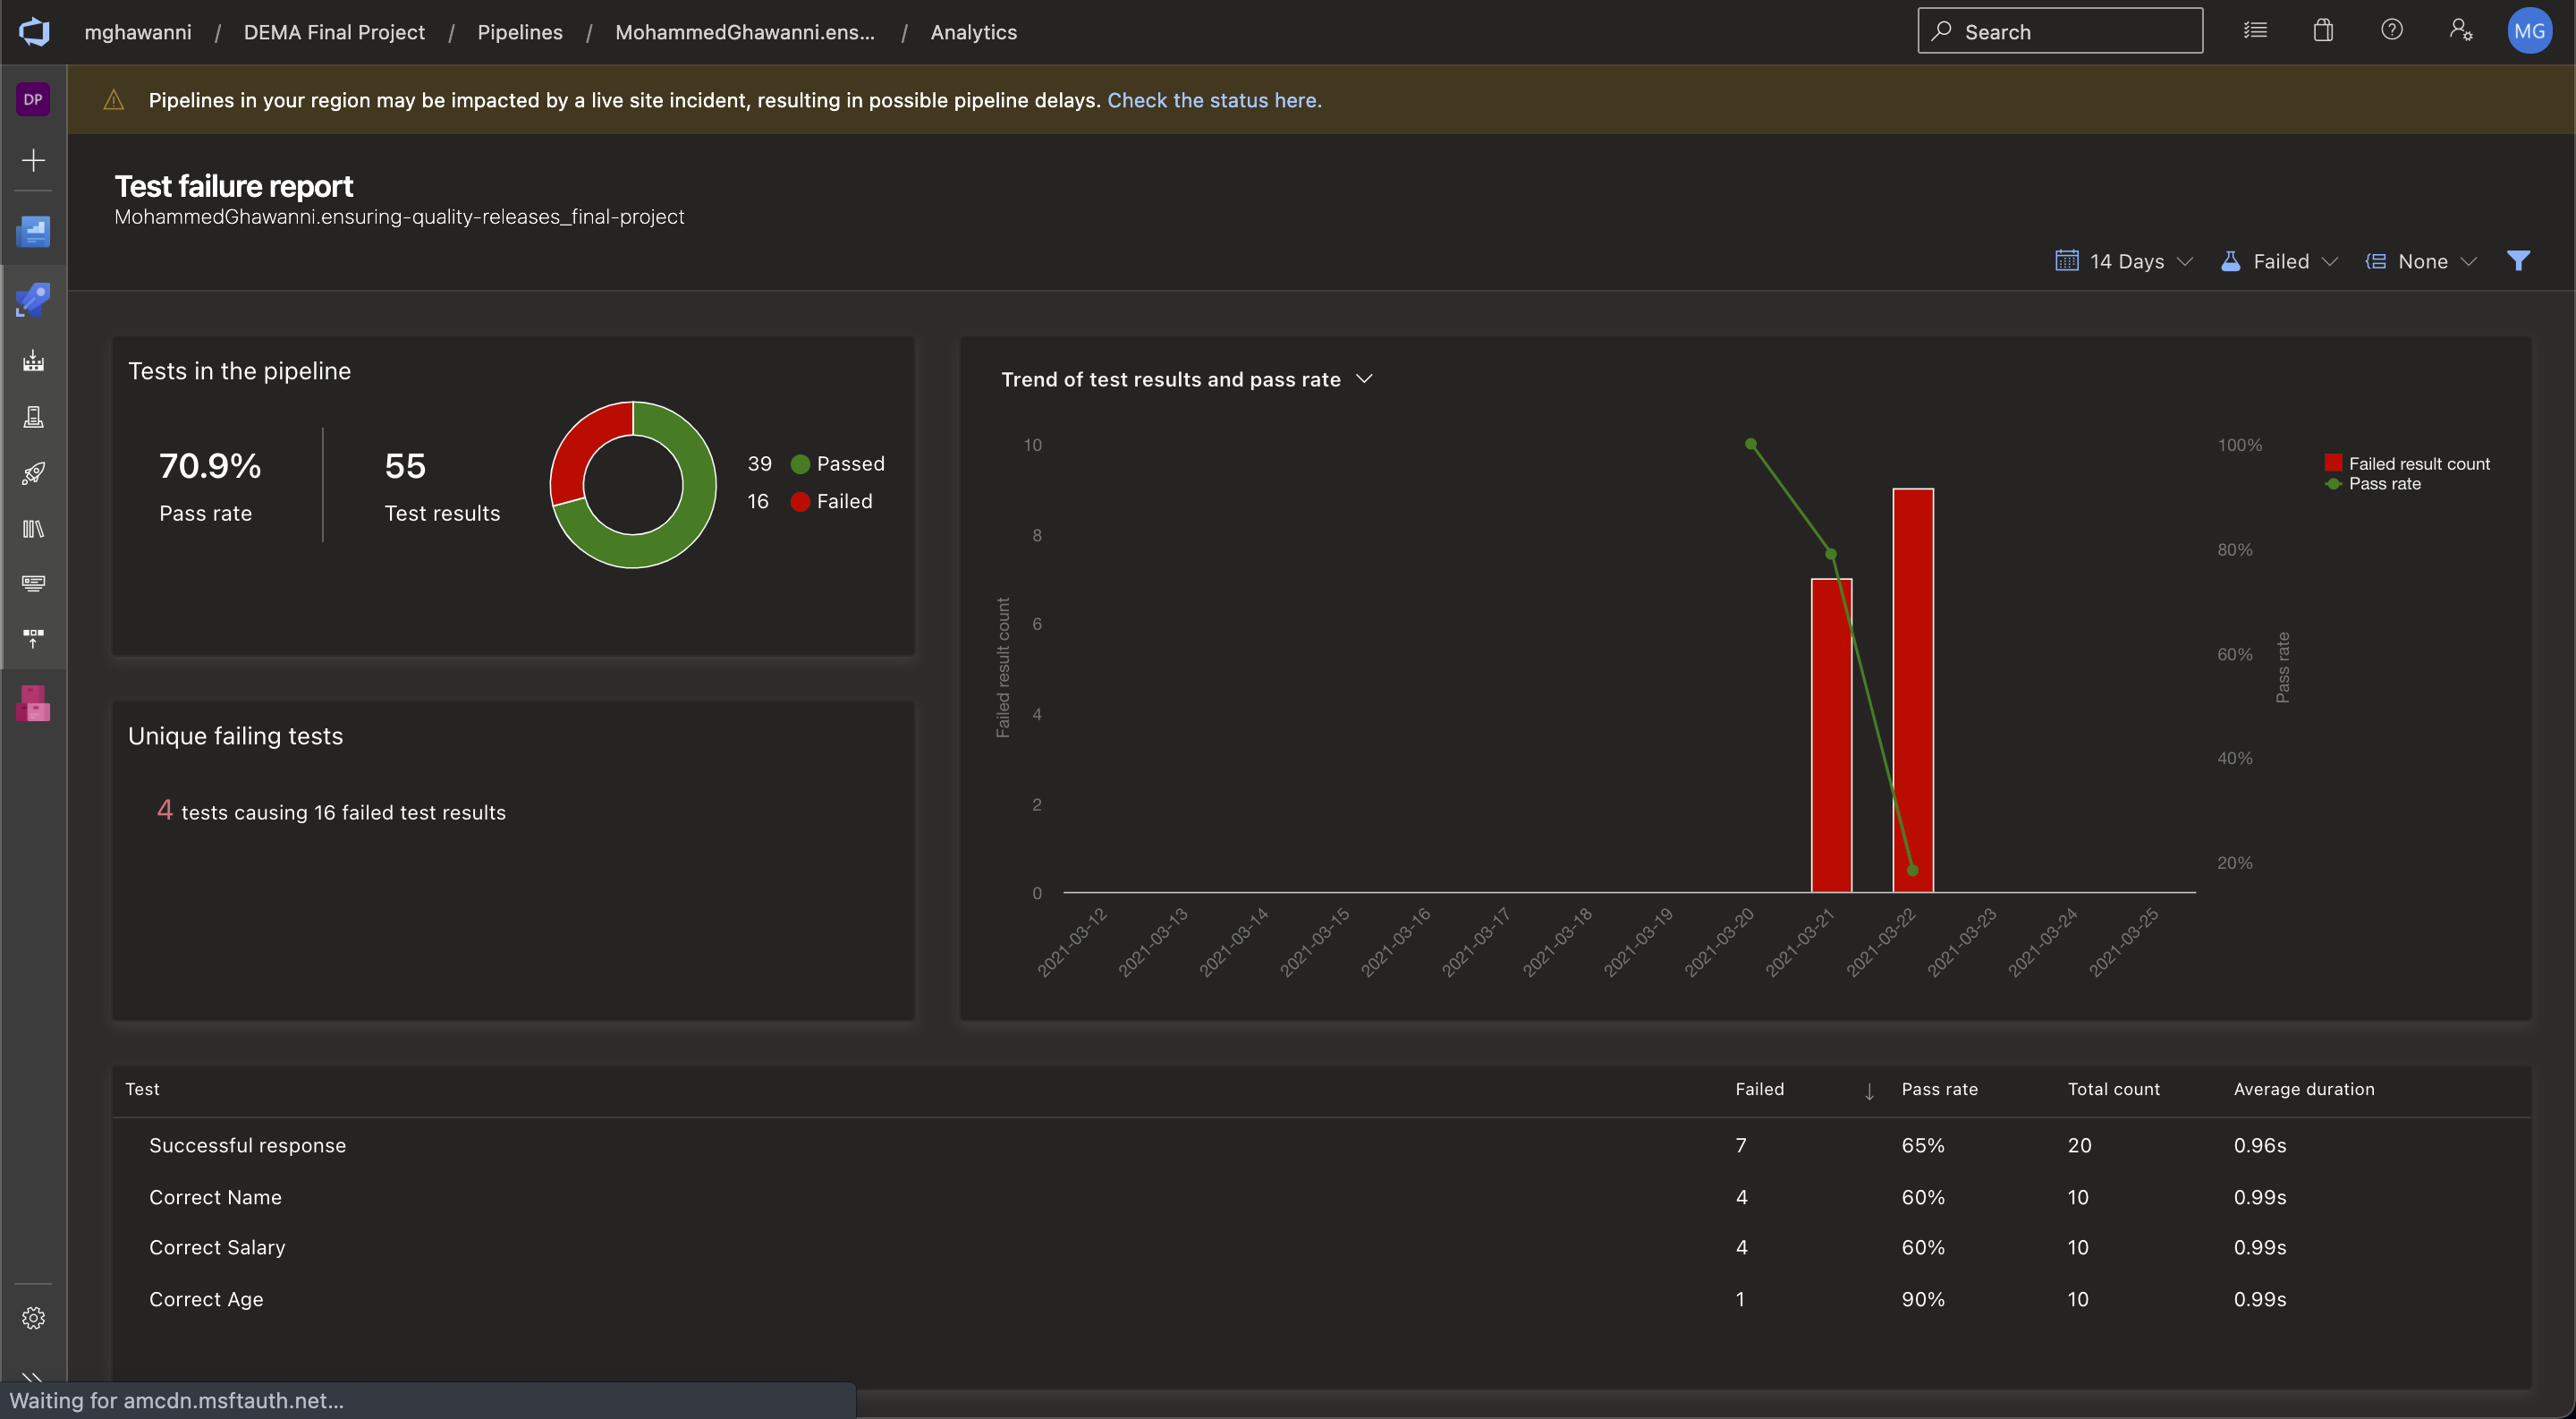 mghawanni / DEMA Final Project / Pipelines / MohammedGhawanni.ens... / Analytics
Search
MG
DP
Pipelines in your region may be impacted by a live site incident, resulting in possible pipeline delays. Check the status here.
Test failure report
MohammedGhawanni.ensuring-quality-releases_final-project
14 Days
Failed
None
Tests in the pipeline
70.9%
Pass rate
55
Test results
39 Passed
16 Failed
Unique failing tests
4 tests causing 16 failed test results
Trend of test results and pass rate
10
8
6
4
2
0
Failed result count
100%
80%
60%
40%
20%
Pass rate
Failed result count
Pass rate
2021-03-12
2021-03-13
2021-03-14
2021-03-15
2021-03-16
2021-03-17
2021-03-18
2021-03-19
2021-03-20
2021-03-21
2021-03-22
2021-03-23
2021-03-24
2021-03-25
Test Failed Pass rate Total count Average duration
Successful response 7 65% 20 0.96s
Correct Name 4 60% 10 0.99s
Correct Salary 4 60% 10 0.99s
Correct Age 1 90% 10 0.99s
Waiting for amcdn.msftauth.net...